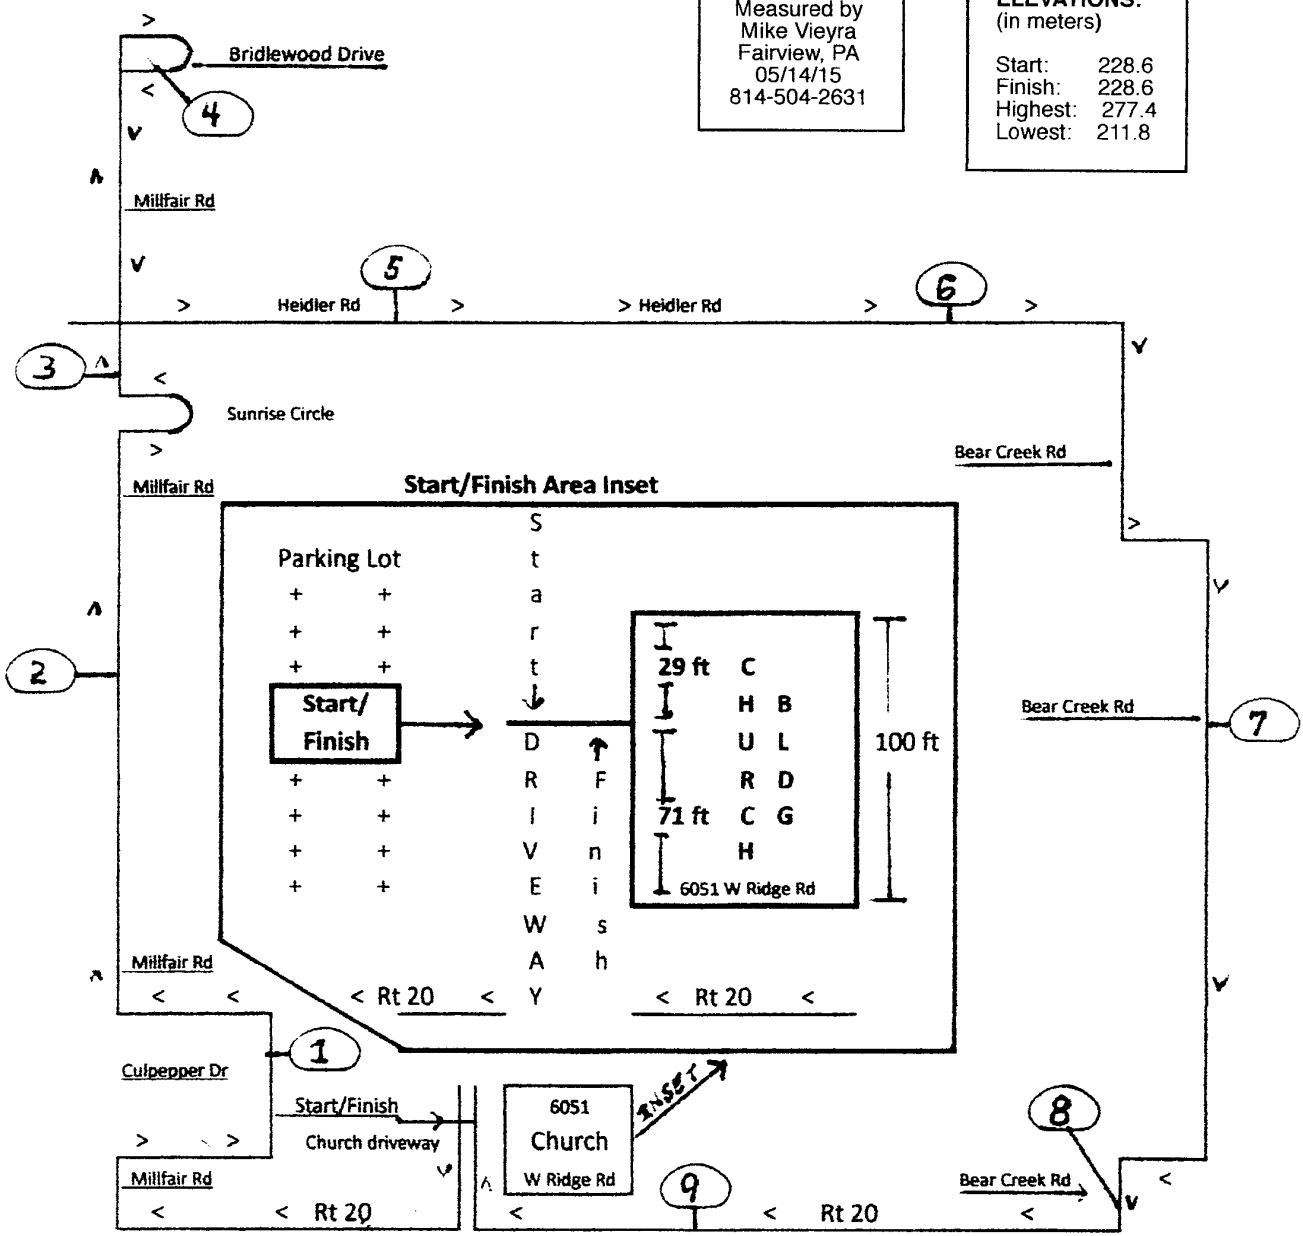 Measured by
Mike Vieyra
Fairview, PA
05/14/15
814-504-2631
ELEVATIONS:
(in meters)
Start: 228.6
Finish: 228.6
Highest: 277.4
Lowest: 211.8
>
Bridlewood Drive
<
4
v
^
Millfair Rd
v
5
6
> Heidler Rd > > Heidler Rd > >
v
3 ^
<
Sunrise Circle
>
Millfair Rd
Bear Creek Rd
>
v
^
2
Bear Creek Rd
7
Start/Finish Area Inset
Start
Parking Lot
+ +
+ +
+ +
Start/
Finish
+ +
+ +
+ +
+ +
DRIVEWAY
Finish
29 ft
71 ft
CHURCH
BLDG
6051 W Ridge Rd
100 ft
< Rt 20 < < Rt 20 <
Millfair Rd
^
< <
v
1
Culpepper Dr
INSET
8
Start/Finish
6051
Church
W Ridge Rd
> >
Church driveway
v
^
Millfair Rd
9
Bear Creek Rd
<
v
< < Rt 20 < < Rt 20 <